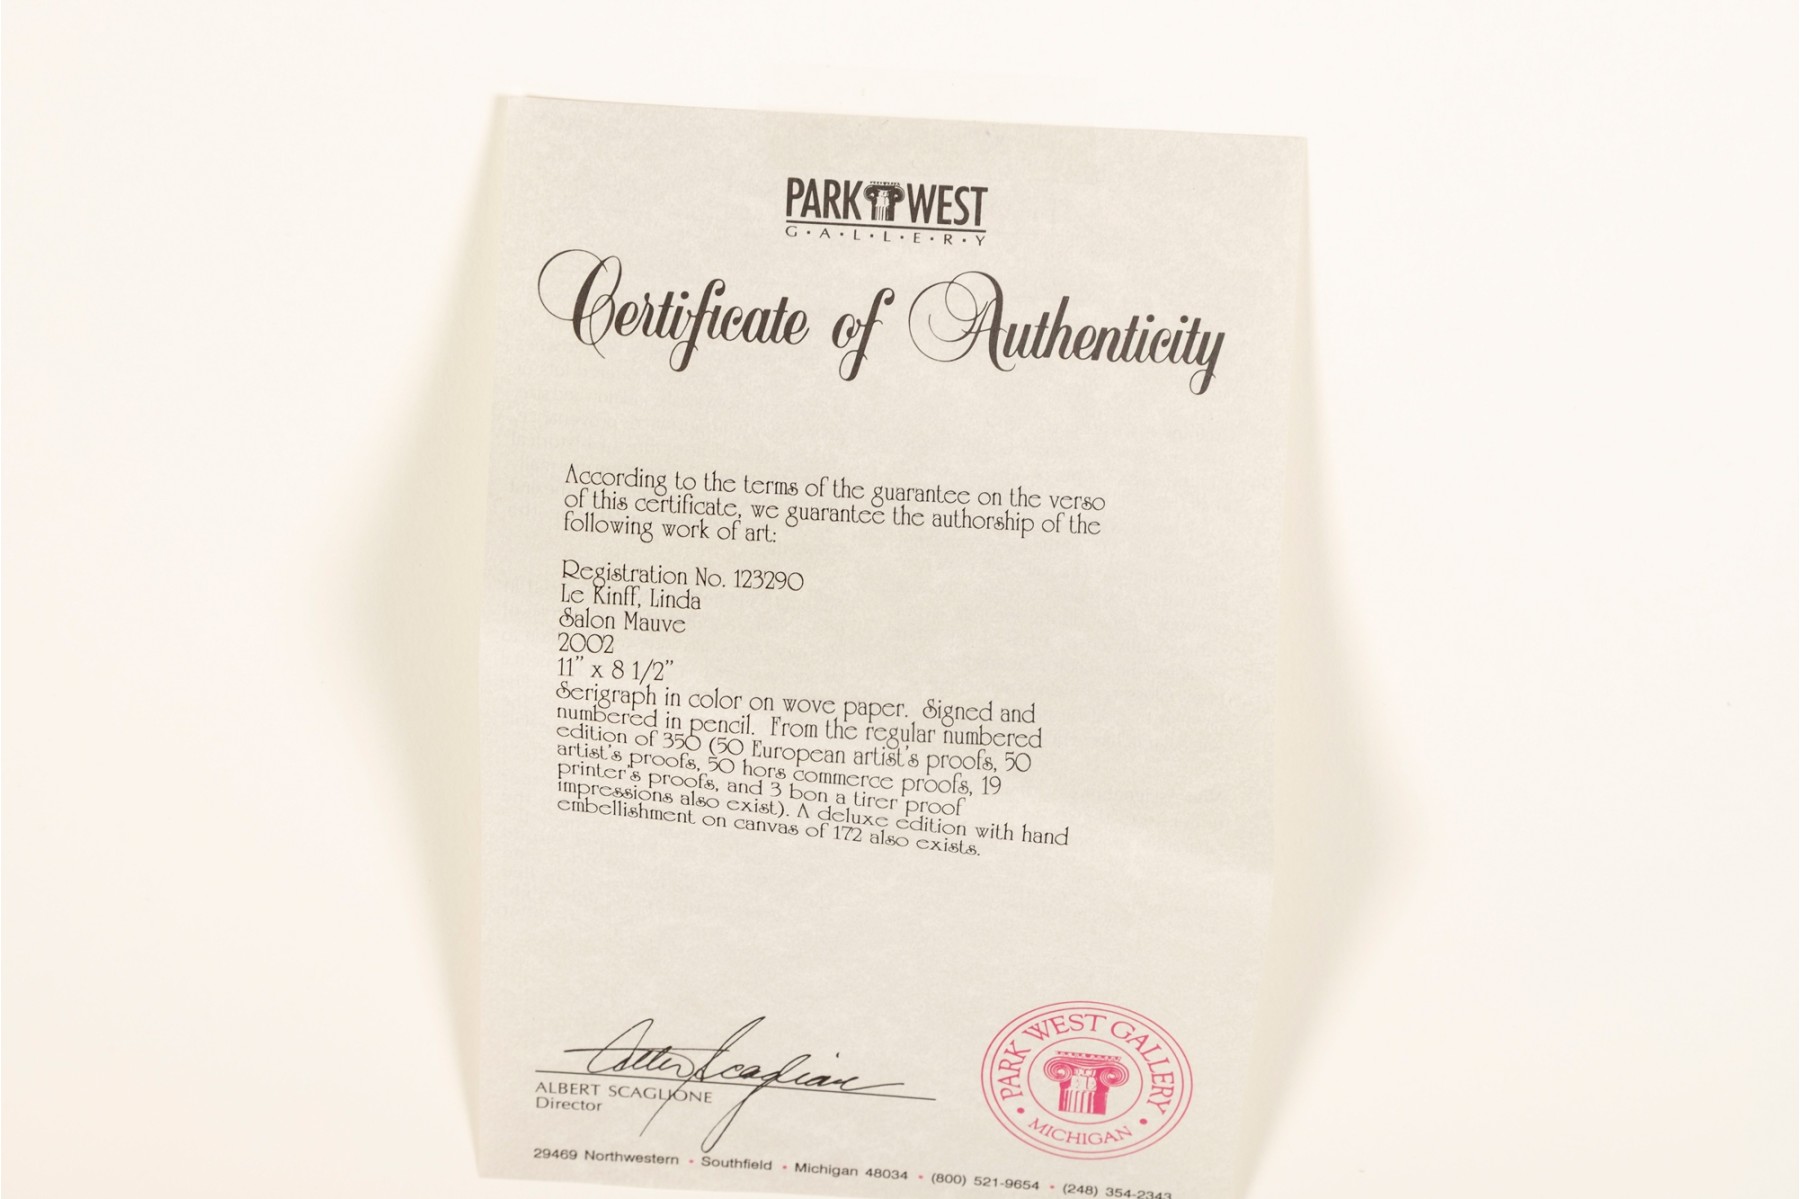 PARK WEST
G·A·L·L·E·R·Y
Certificate of Authenticity
According to the terms of the guarantee on the verso
of this certificate, we guarantee the authorship of the
following work of art:
Registration No. 123290
Le Kinff, Linda
Salon Mauve
2002
11" x 8 1/2"
Serigraph in color on wove paper. Signed and
numbered in pencil. From the regular numbered
edition of 350 (50 European artist's proofs, 50
artist's proofs, 50 hors commerce proofs, 19
printer's proofs, and 3 bon a tirer proof
impressions also exist). A deluxe edition with hand
embellishment on canvas of 172 also exists.
ALBERT SCAGLIONE
Director
PARK WEST GALLERY
• MICHIGAN •
29469 Northwestern • Southfield • Michigan 48034 • (800) 521-9654 • (248) 354-2343